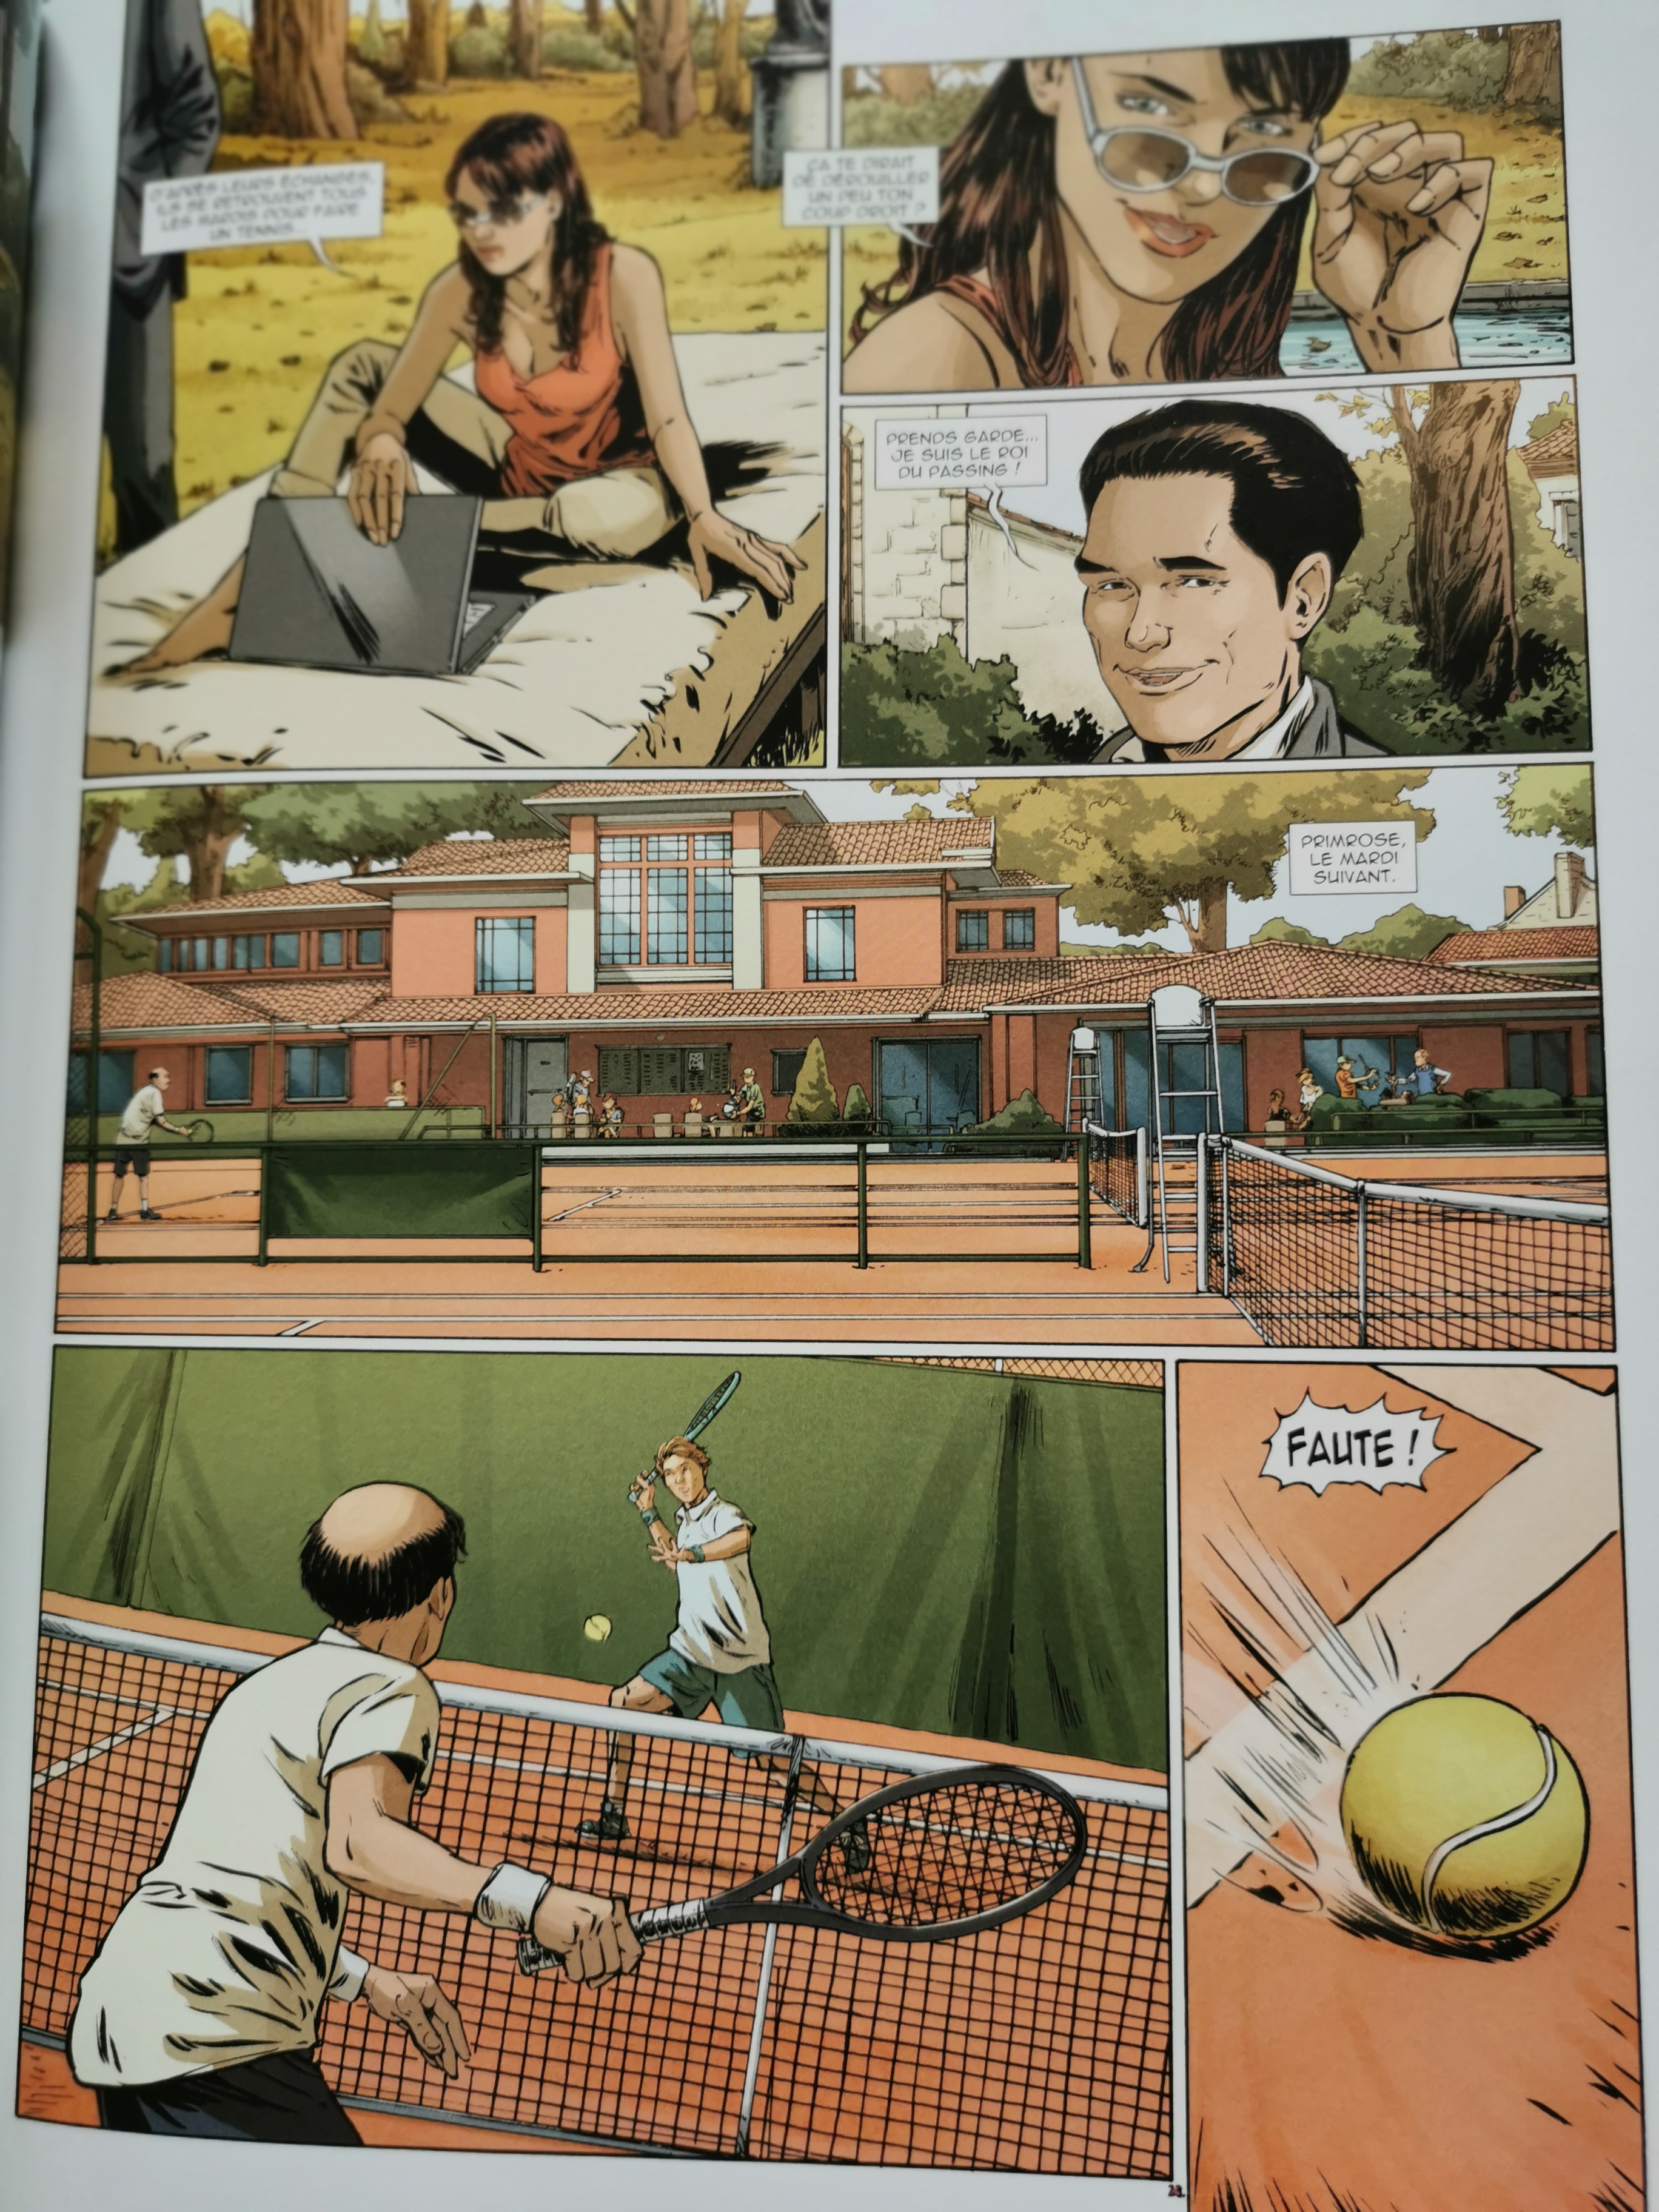 D'APRÈS LEURS ÉCHANGES,
ILS SE RETROUVENT TOUS
LES MARDIS POUR FAIRE
UN TENNIS...
ÇA TE DIRAIT
DE DÉROUILLER
UN PEU TON
COUP DROIT ?
PRENDS GARDE...
JE SUIS LE ROI
DU PASSING !
PRIMROSE,
LE MARDI
SUIVANT.
FAUTE !